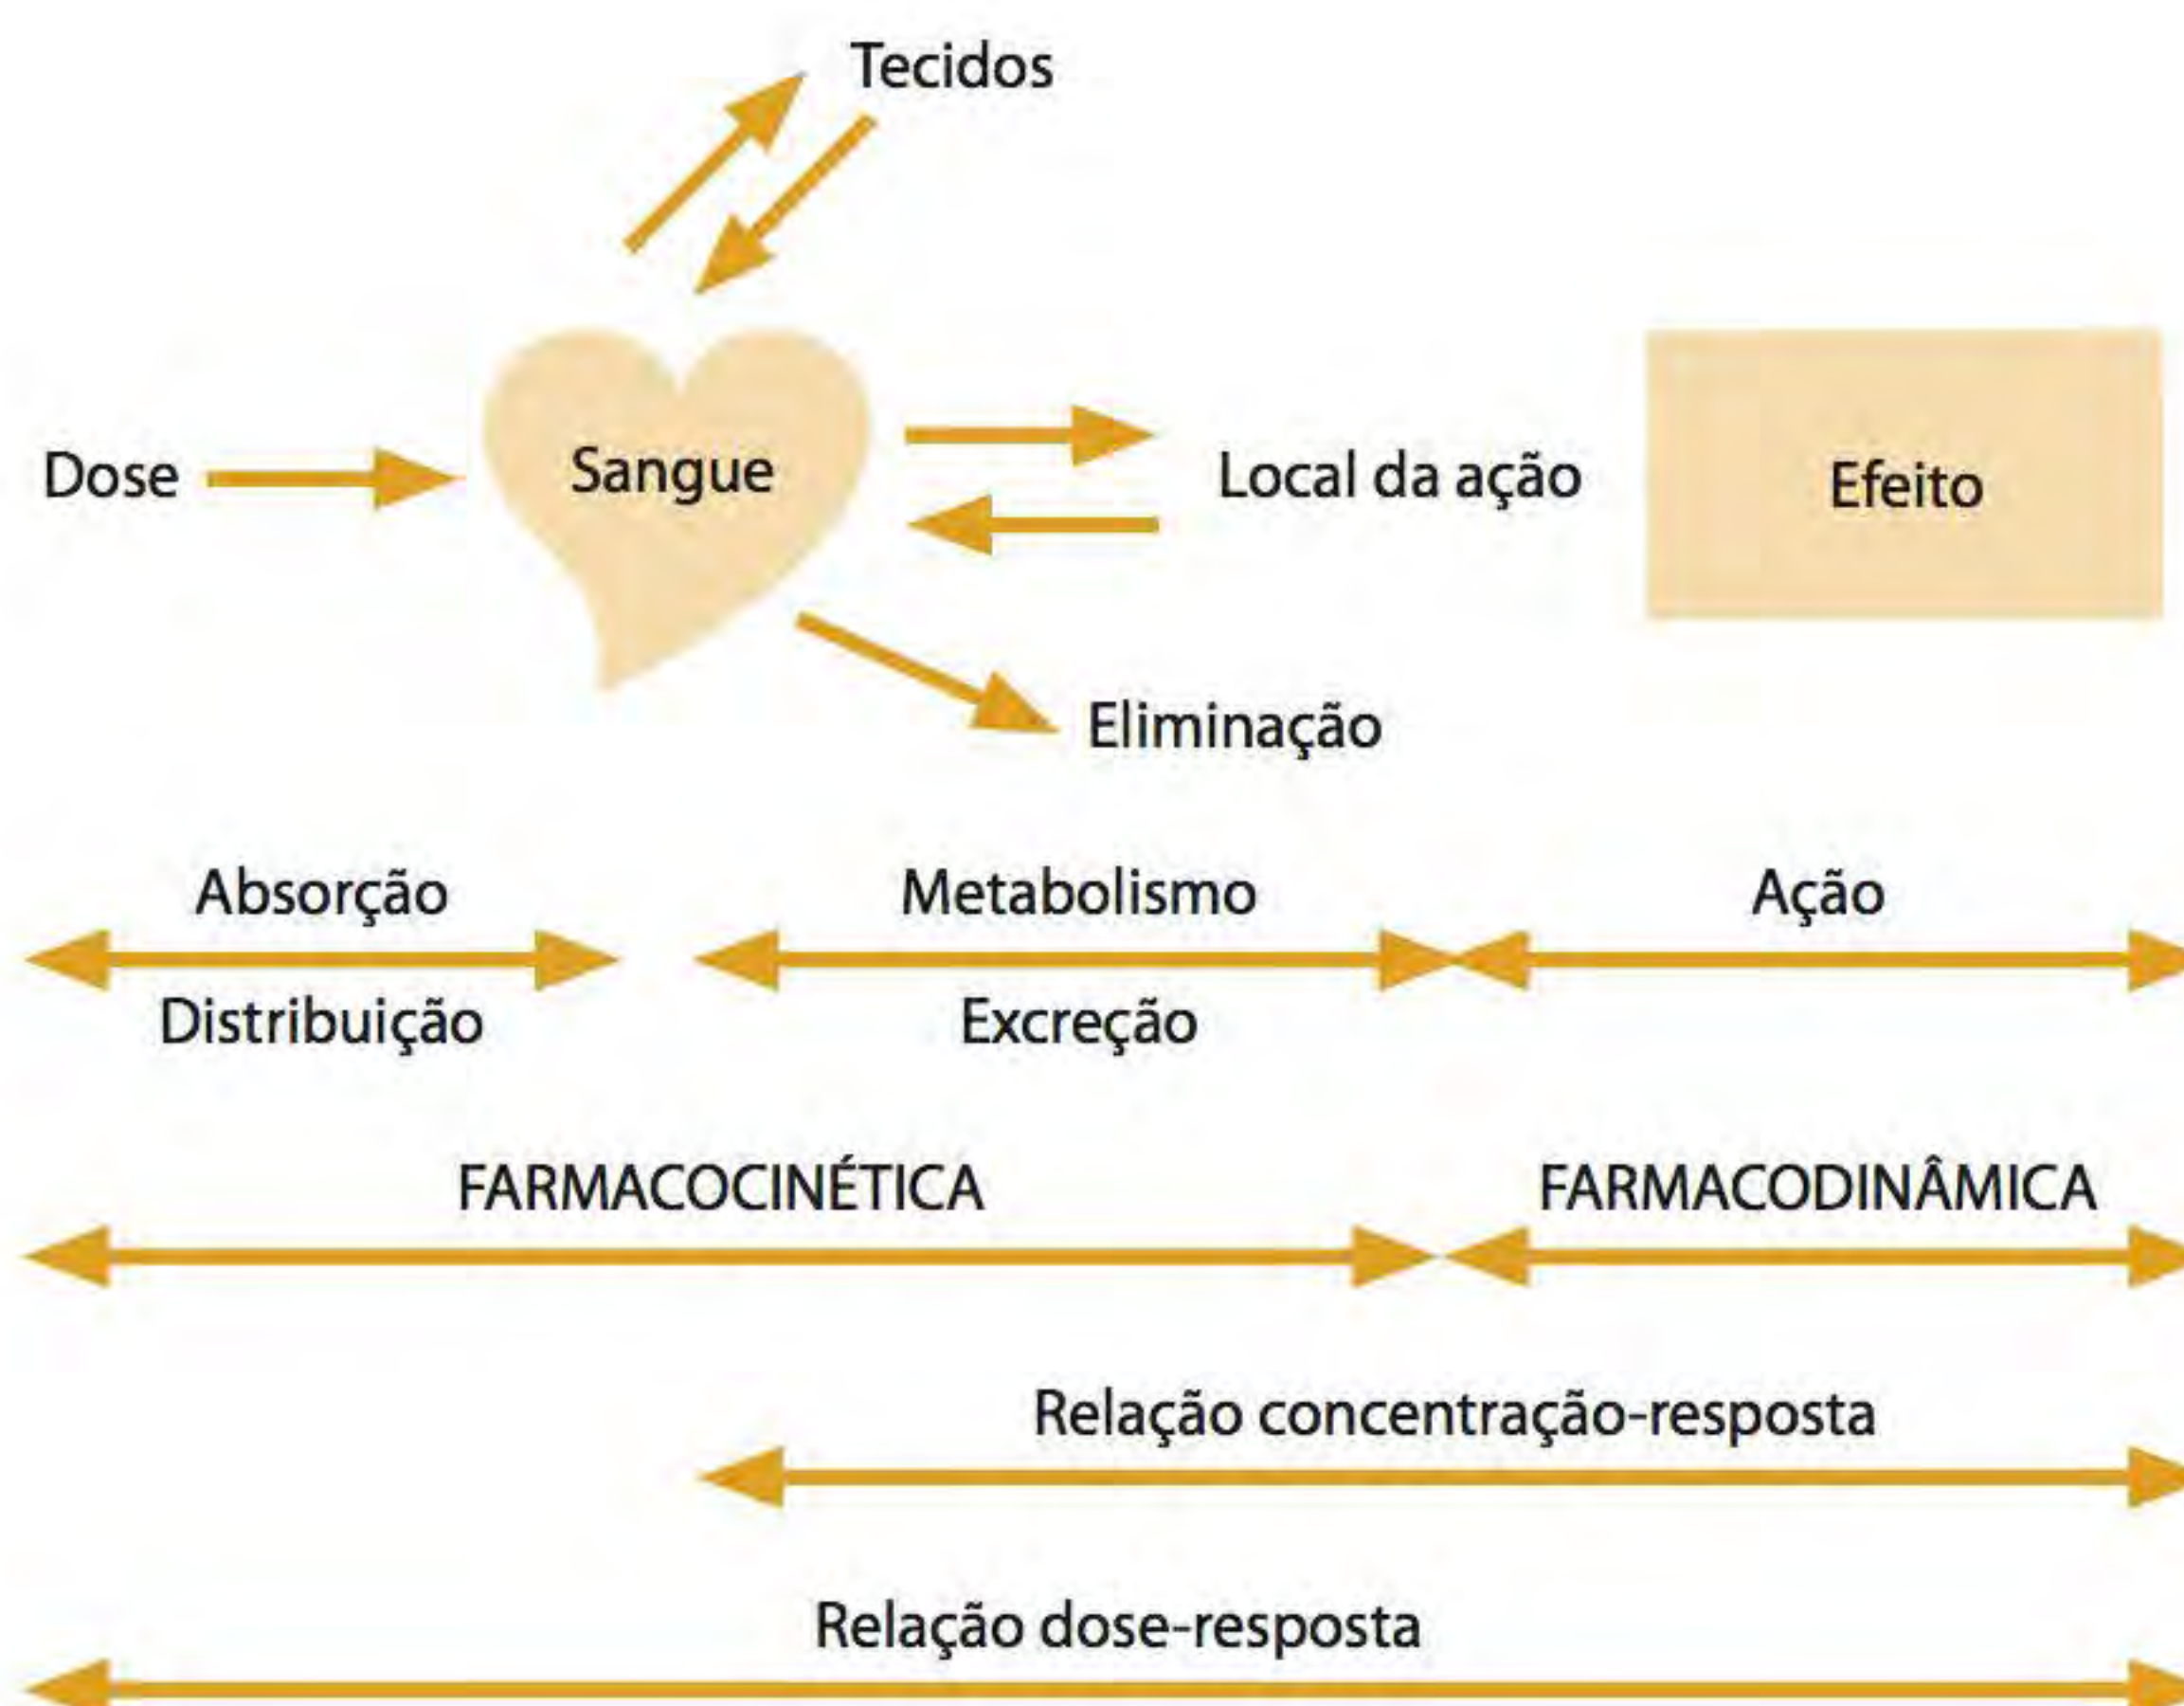 Tecidos
Dose
Sangue
Local da ação
Efeito
Eliminação
Absorção
Metabolismo
Ação
Distribuição
Excreção
FARMACOCINÉTICA
FARMACODINÂMICA
Relação concentração-resposta
Relação dose-resposta